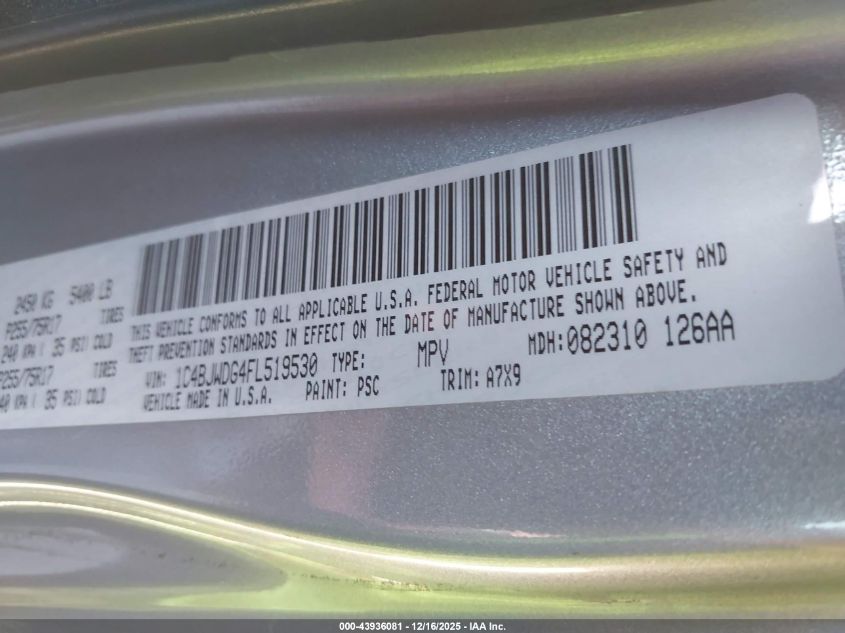 2450 KG 5400 LB
P255/75R17 TIRES
240 KPA ( 35 PSI) COLD
P255/75R17 TIRES
40 KPA ( 35 PSI) COLD
THIS VEHICLE CONFORMS TO ALL APPLICABLE U.S.A. FEDERAL MOTOR VEHICLE SAFETY AND
THEFT PREVENTION STANDARDS IN EFFECT ON THE DATE OF MANUFACTURE SHOWN ABOVE.
VIN: 1C4BJWDG4FL519530 TYPE: MPV MDH:082310 126AA
VEHICLE MADE IN U.S.A. PAINT: PSC TRIM: A7X9
000-43936081 - 12/16/2025 - IAA Inc.